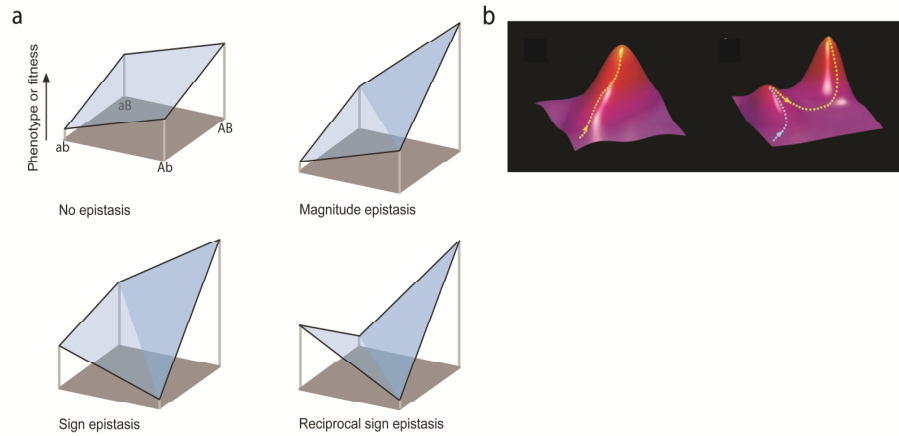 a
b
Phenotype or fitness
aB
ab
AB
Ab
No epistasis
Magnitude epistasis
Sign epistasis
Reciprocal sign epistasis